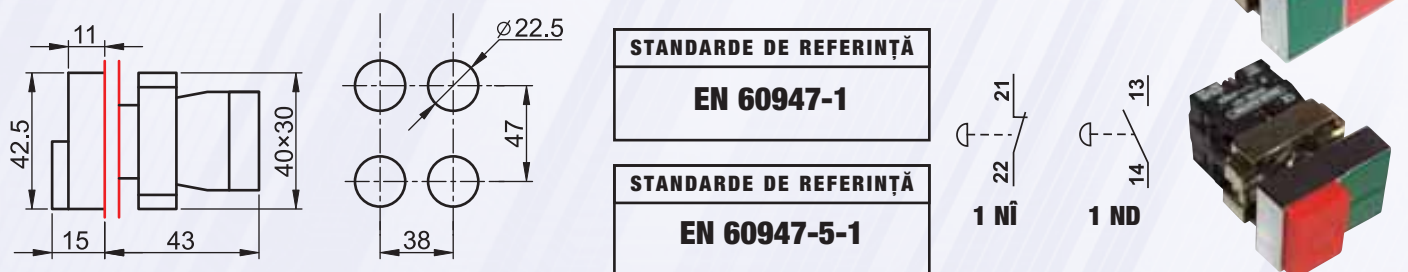 11
42.5
40×30
15
43
Ø22.5
47
38
STANDARDE DE REFERINȚĂ
EN 60947-1
STANDARDE DE REFERINȚĂ
EN 60947-5-1
21
22
1 NÎ
13
14
1 ND